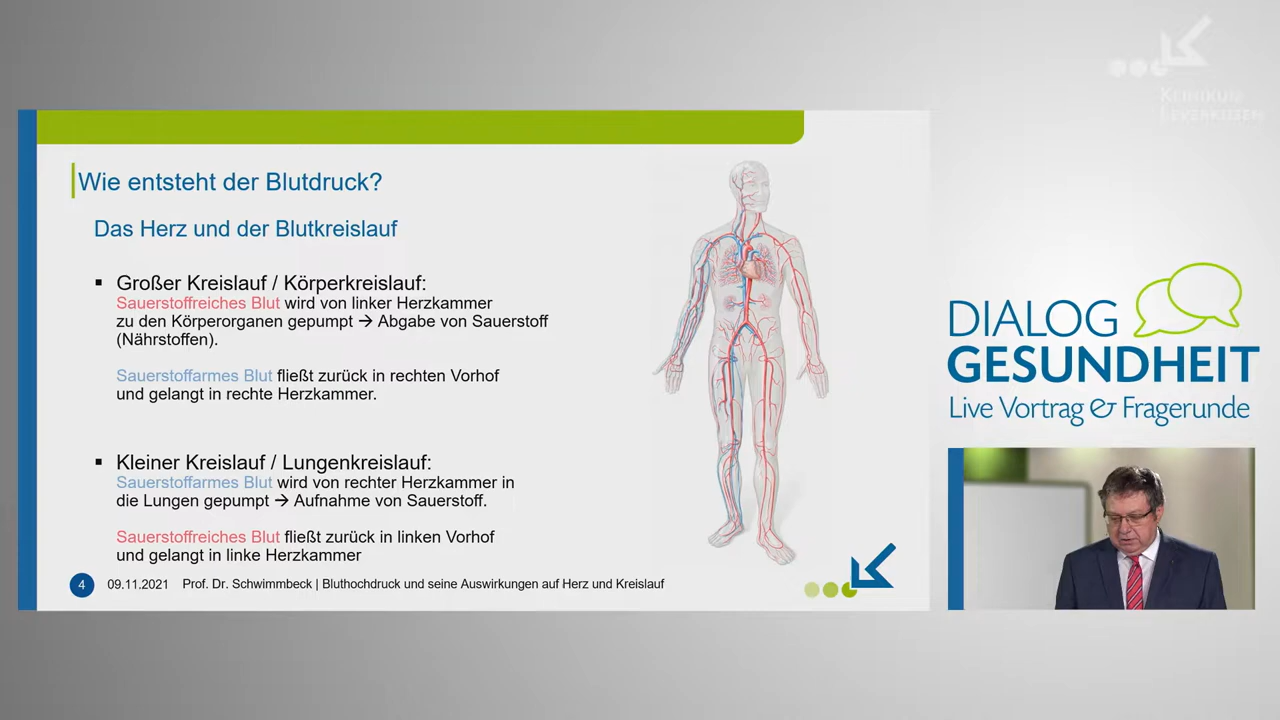 KLINIKUM
LEVERKUSEN
Wie entsteht der Blutdruck?
Das Herz und der Blutkreislauf
▪ Großer Kreislauf / Körperkreislauf:
Sauerstoffreiches Blut wird von linker Herzkammer
zu den Körperorganen gepumpt → Abgabe von Sauerstoff
(Nährstoffen).
Sauerstoffarmes Blut fließt zurück in rechten Vorhof
und gelangt in rechte Herzkammer.
▪ Kleiner Kreislauf / Lungenkreislauf:
Sauerstoffarmes Blut wird von rechter Herzkammer in
die Lungen gepumpt → Aufnahme von Sauerstoff.
Sauerstoffreiches Blut fließt zurück in linken Vorhof
und gelangt in linke Herzkammer
4 09.11.2021 Prof. Dr. Schwimmbeck | Bluthochdruck und seine Auswirkungen auf Herz und Kreislauf
DIALOG
GESUNDHEIT
Live Vortrag & Fragerunde